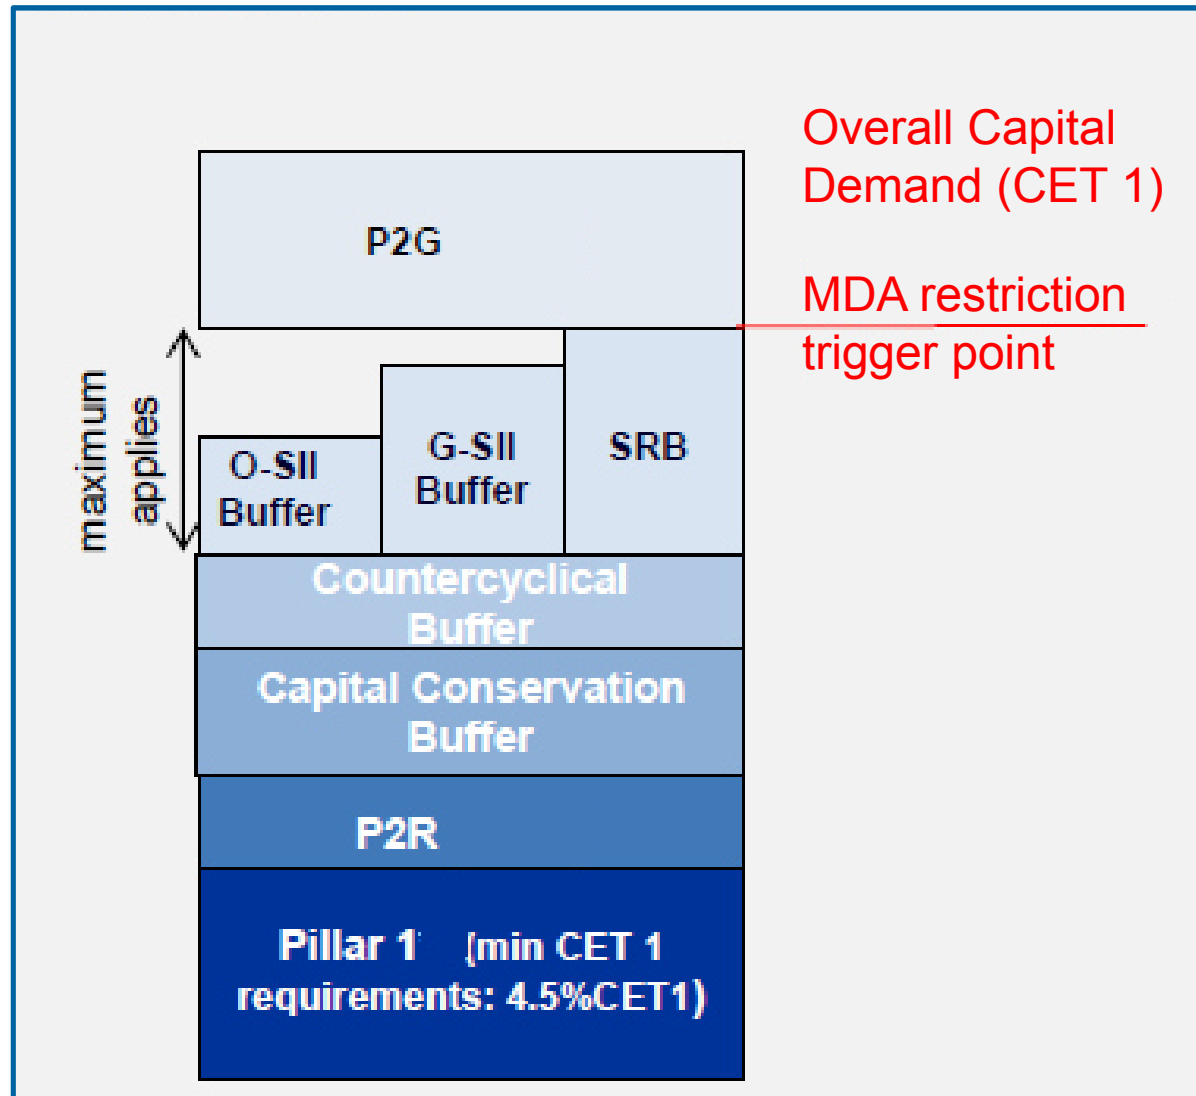 Overall Capital
Demand (CET 1)
P2G
MDA restriction
trigger point
maximum
applies
O-SII
Buffer
G-SII
Buffer
SRB
Countercyclical
Buffer
Capital Conservation
Buffer
P2R
Pillar 1 (min CET 1
requirements: 4.5%CET1)